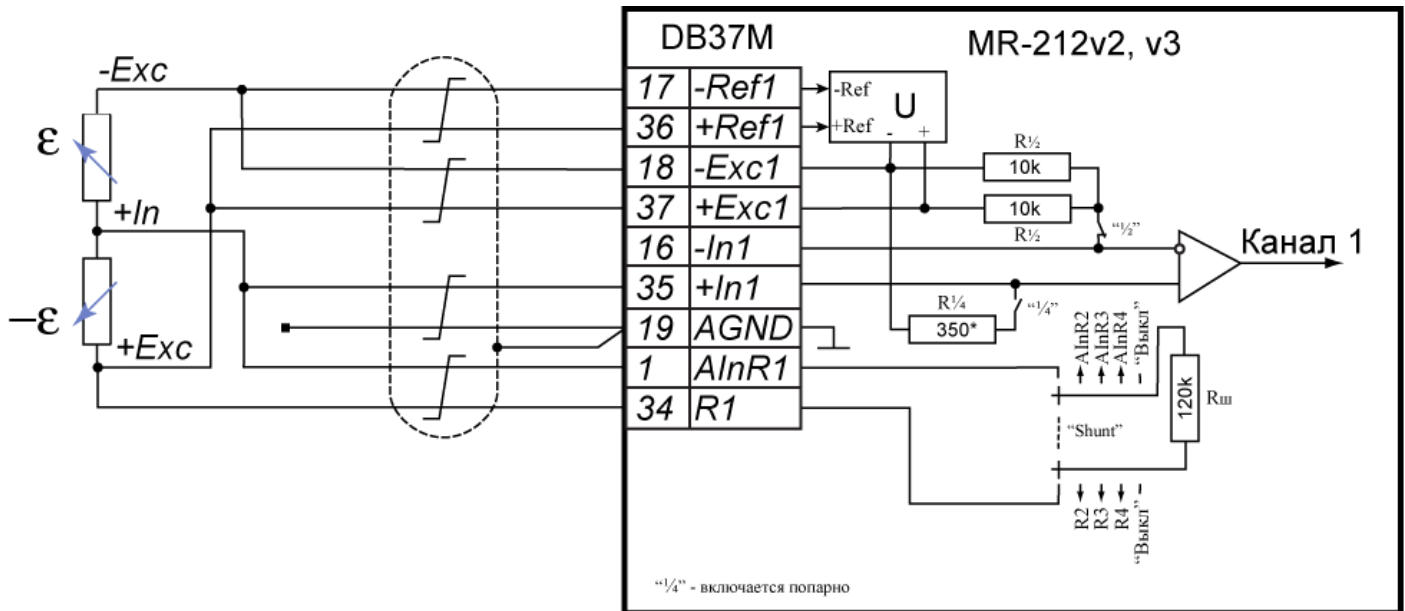 DB37M
MR-212v2, v3
-Exc
ε
+In
−ε
+Exc
17 -Ref1
36 +Ref1
18 -Exc1
37 +Exc1
16 -In1
35 +In1
19 AGND
1 AInR1
34 R1
-Ref
U
+Ref
- +
R½
10k
10k
R½
“½”
Канал 1
R¼
350*
“¼”
AInR2
AInR3
AInR4
“Выкл”
120k
Rш
“Shunt”
R2
R3
R4
“Выкл”
“¼” - включается попарно